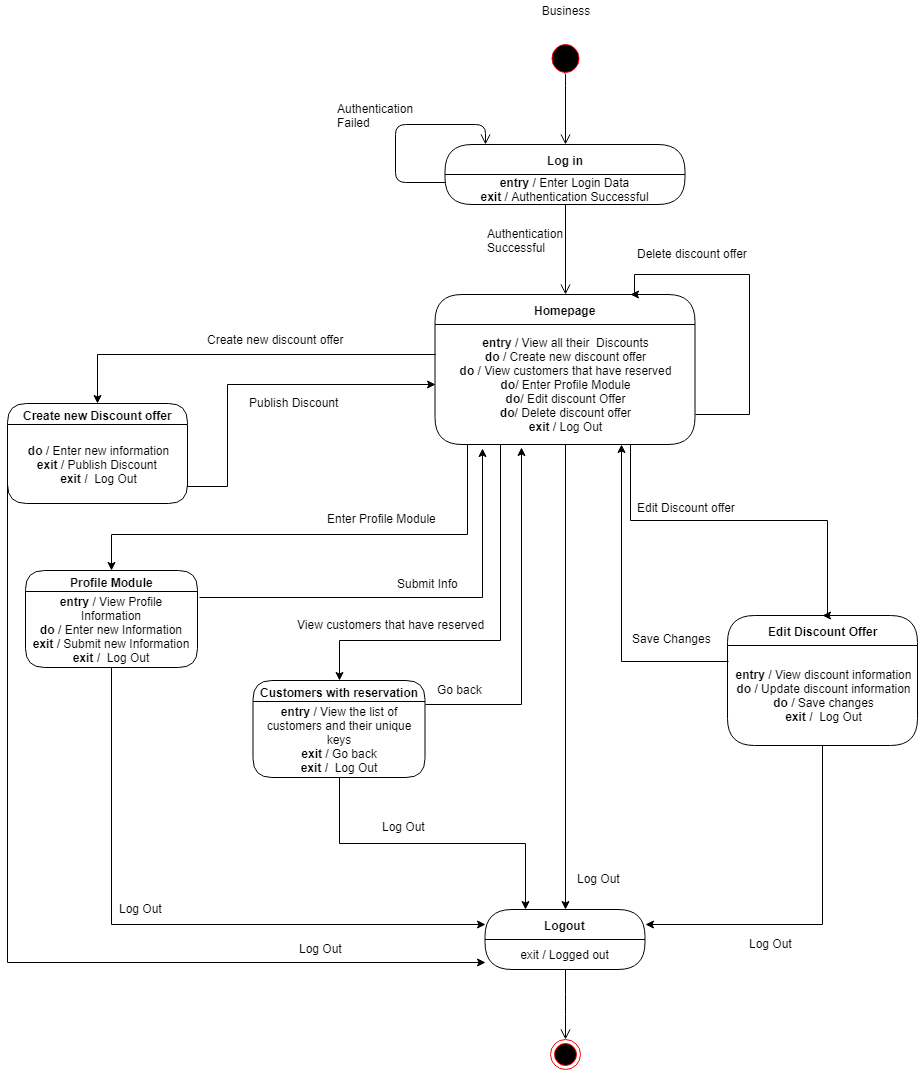 Business
Authentication
Failed
Log in
entry / Enter Login Data
exit / Authentication Successful
Authentication
Successful
Delete discount offer
Homepage
entry / View all their  Discounts
do / Create new discount offer
do / View customers that have reserved
do/ Enter Profile Module
do/ Edit discount Offer
do/ Delete discount offer
exit / Log Out
Create new discount offer
Publish Discount
Create new Discount offer
do / Enter new information
exit / Publish Discount
exit /  Log Out
Enter Profile Module
Edit Discount offer
Profile Module
entry / View Profile
Information
do / Enter new Information
exit / Submit new Information
exit /  Log Out
Submit Info
View customers that have reserved
Save Changes
Edit Discount Offer
entry / View discount information
do / Update discount information
do / Save changes
exit /  Log Out
Customers with reservation
entry / View the list of
customers and their unique
keys
exit / Go back
exit /  Log Out
Go back
Log Out
Log Out
Log Out
Log Out
Log Out
Logout
exit / Logged out